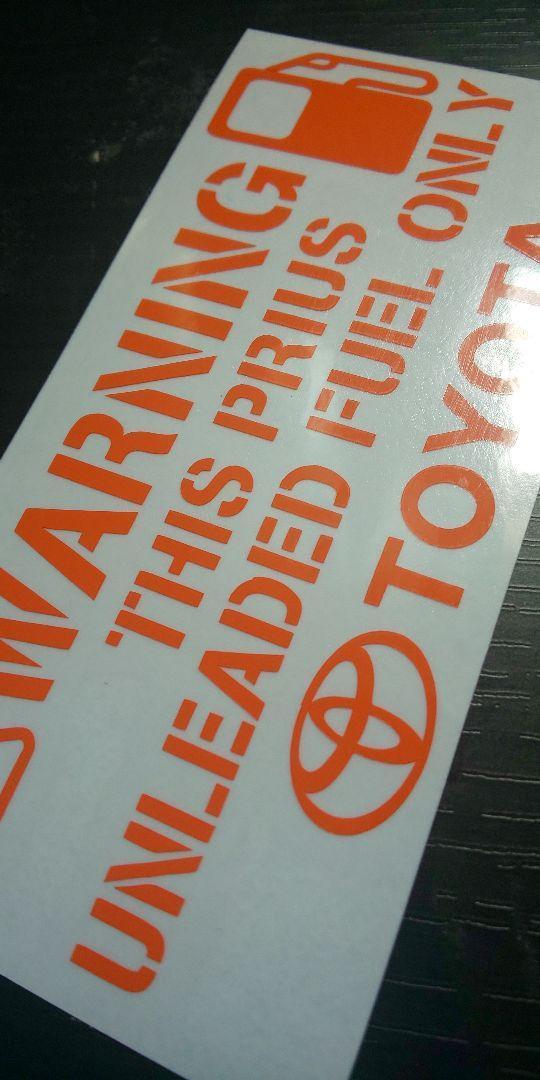 WARNING
THIS PRIUS
UNLEADED FUEL ONLY
TOYOTA